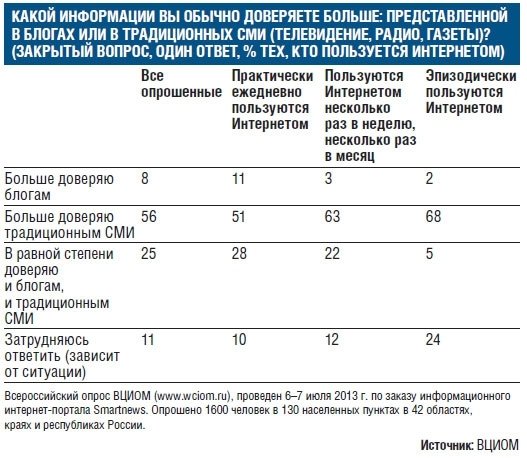 КАКОЙ ИНФОРМАЦИИ ВЫ ОБЫЧНО ДОВЕРЯЕТЕ БОЛЬШЕ: ПРЕДСТАВЛЕННОЙ
В БЛОГАХ ИЛИ В ТРАДИЦИОННЫХ СМИ (ТЕЛЕВИДЕНИЕ, РАДИО, ГАЗЕТЫ)?
(ЗАКРЫТЫЙ ВОПРОС, ОДИН ОТВЕТ, % ТЕХ, КТО ПОЛЬЗУЕТСЯ ИНТЕРНЕТОМ)
Все
опрошенные
Практически
ежедневно
пользуются
Интернетом
Пользуются
Интернетом
несколько
раз в неделю,
несколько раз
в месяц
Эпизодически
пользуются
Интернетом
Больше доверяю
блогам
8
11
3
2
Больше доверяю
традиционным СМИ
56
51
63
68
В равной степени
доверяю
и блогам,
и традиционным
СМИ
25
28
22
5
Затрудняюсь
ответить (зависит
от ситуации)
11
10
12
24
Всероссийский опрос ВЦИОМ (www.wciom.ru), проведен 6–7 июля 2013 г. по заказу информационного
интернет-портала Smartnews. Опрошено 1600 человек в 130 населенных пунктах в 42 областях,
краях и республиках России.
Источник: ВЦИОМ